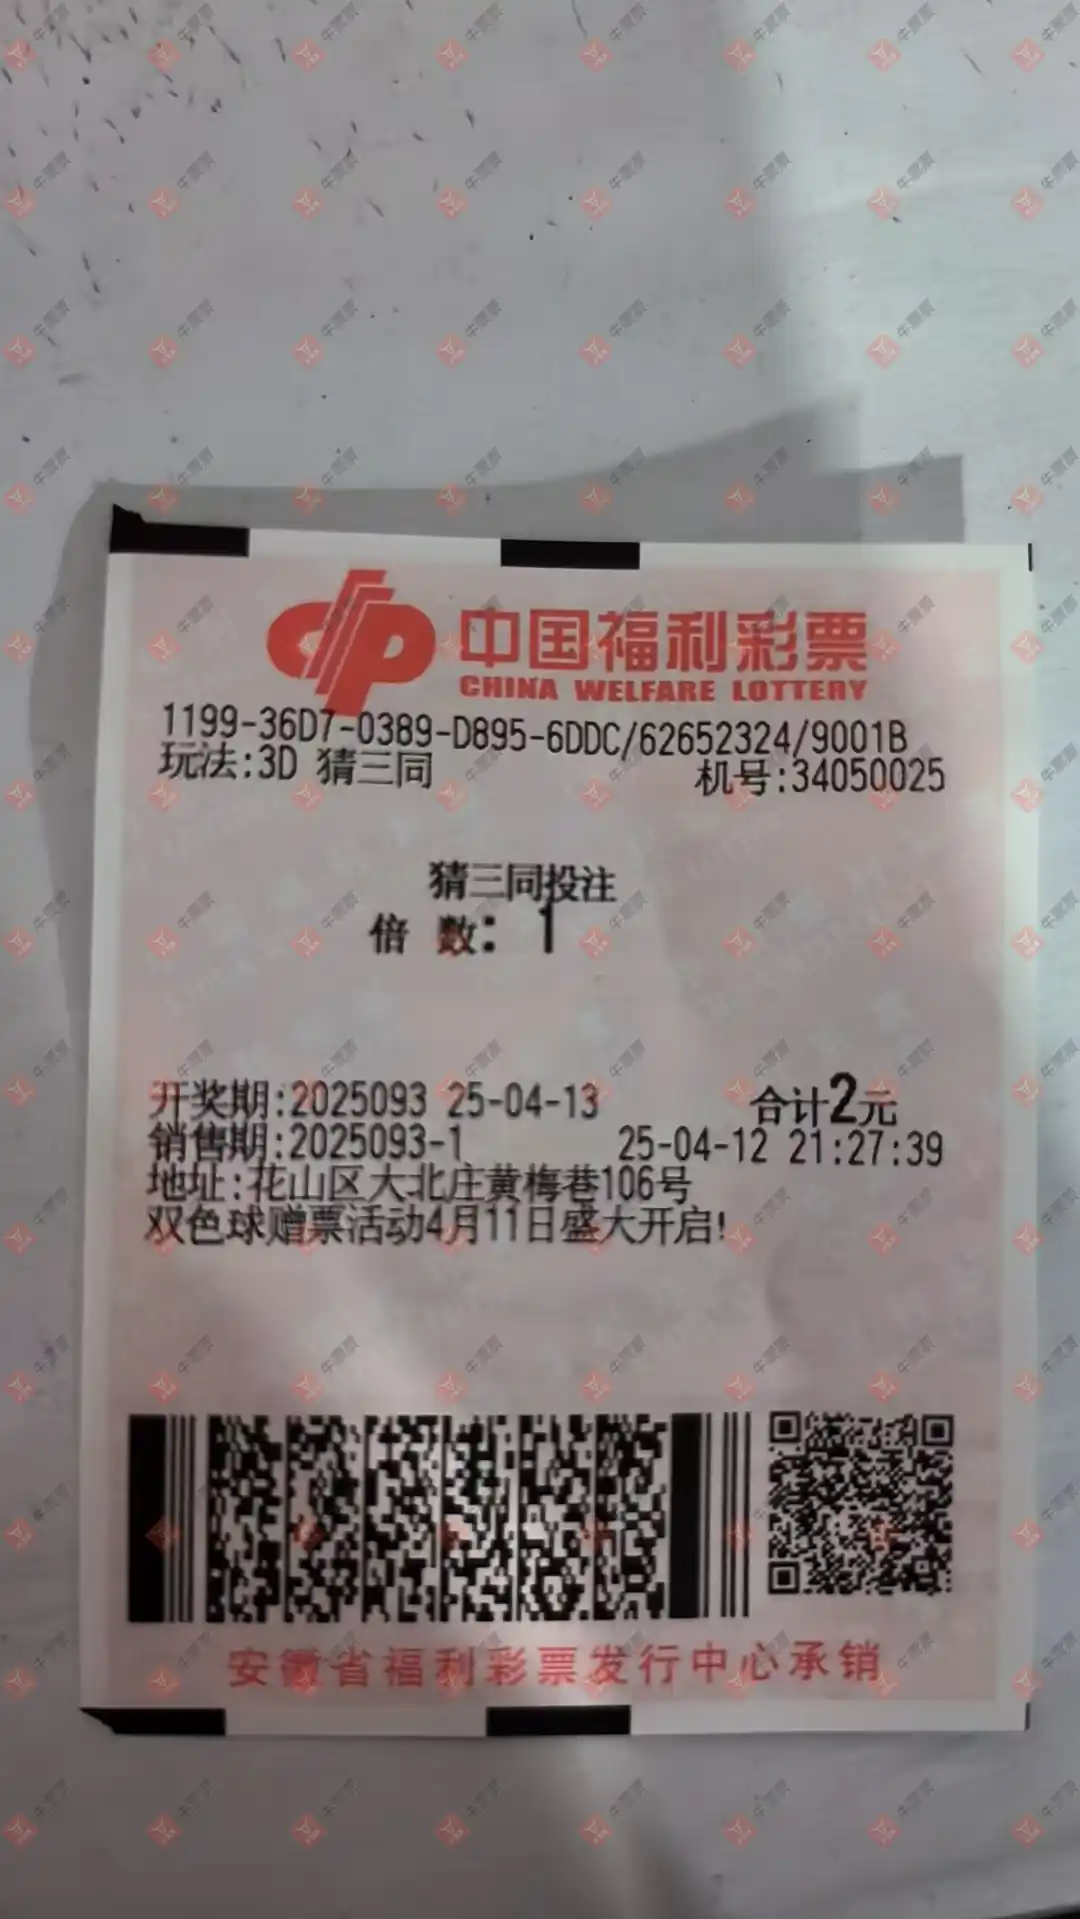 中国福利彩票
CHINA WELFARE LOTTERY
1199-36D7-0389-D895-6DDC/62652324/9001B
玩法:3D 猜三同 机号:34050025
猜三同投注
倍 数: 1
开奖期:2025093 25-04-13 合计2元
销售期:2025093-1 25-04-12 21:27:39
地址:花山区大北庄黄梅巷106号
双色球赠票活动4月11日盛大开启!
安徽省福利彩票发行中心承销